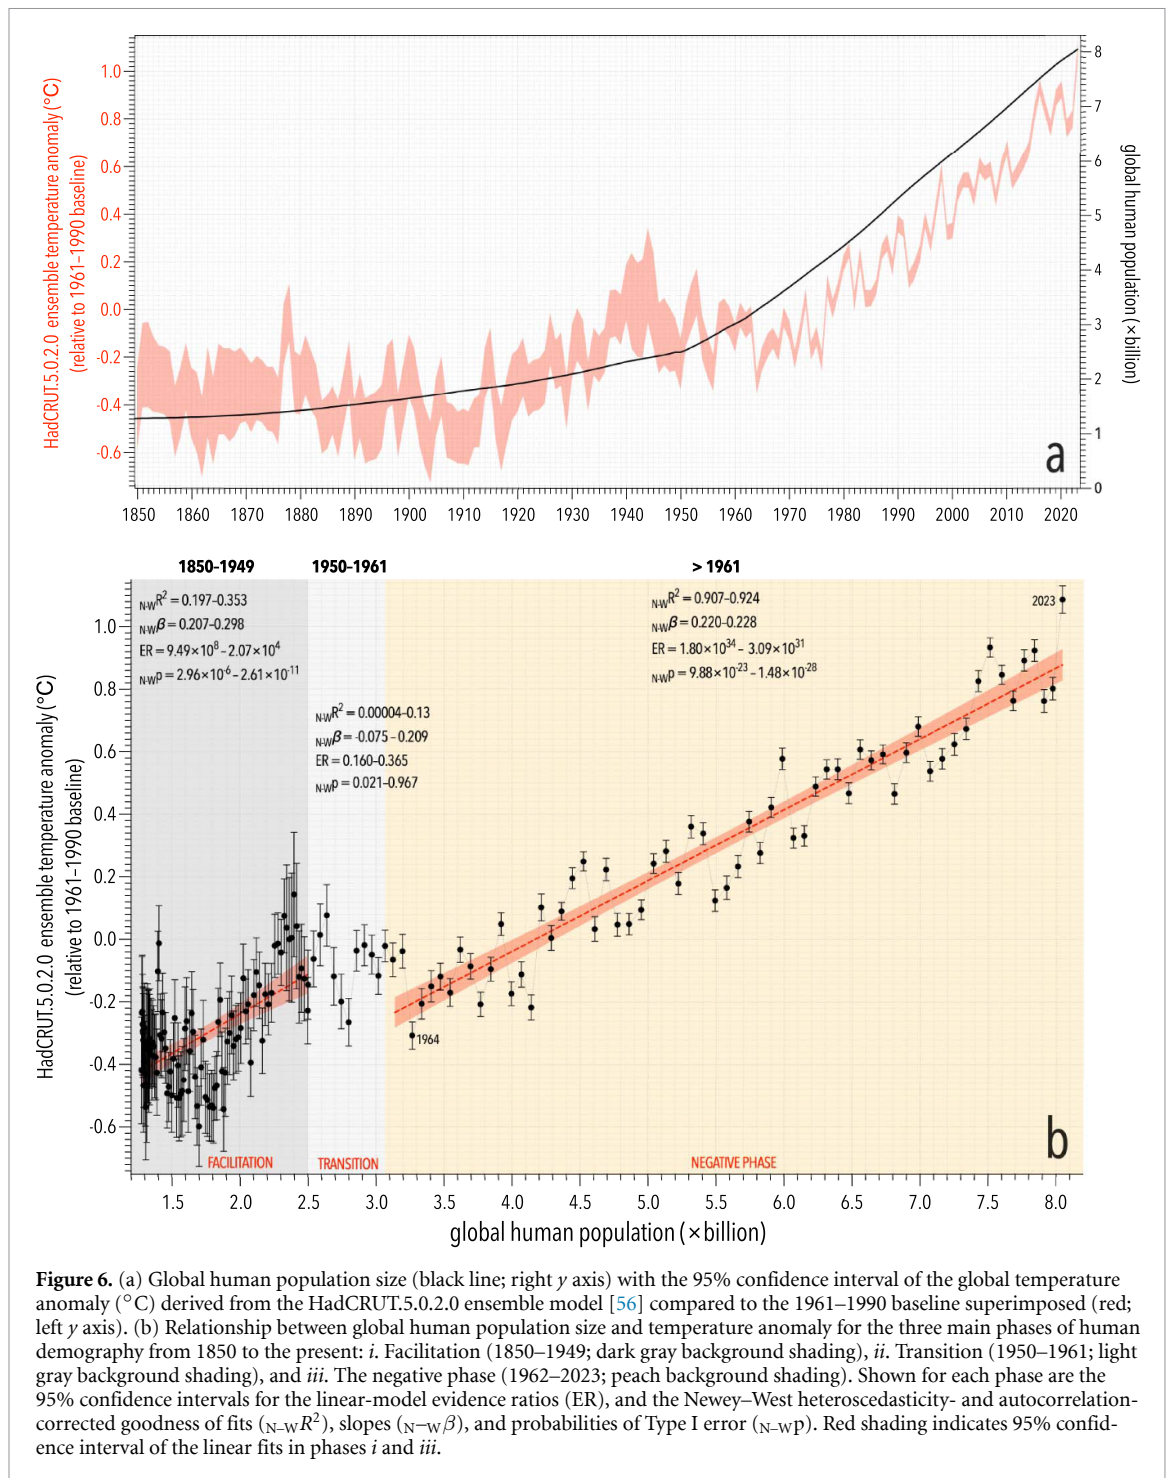 HadCRUT.5.0.2.0 ensemble temperature anomaly (°C)
(relative to 1961–1990 baseline)
1.0
0.8
0.6
0.4
0.2
0.0
-0.2
-0.4
-0.6
8
7
6
5
4
3
2
1
0
global human population (×billion)
a
1850 1860 1870 1880 1890 1900 1910 1920 1930 1940 1950 1960 1970 1980 1990 2000 2010 2020
1850-1949 1950-1961 > 1961
N-WR² = 0.197–0.353
N-Wβ = 0.207–0.298
ER = 9.49×10⁸ – 2.07×10⁴
N-Wp = 2.96×10⁻⁶ – 2.61×10⁻¹¹
N-WR² = 0.00004–0.13
N-Wβ = -0.075 – 0.209
ER = 0.160–0.365
N-Wp = 0.021–0.967
N-WR² = 0.907–0.924
N-Wβ = 0.220–0.228
ER = 1.80×10³⁴ – 3.09×10³¹
N-Wp = 9.88×10⁻²³ – 1.48×10⁻²⁸
2023
1964
HadCRUT.5.0.2.0 ensemble temperature anomaly (°C)
(relative to 1961–1990 baseline)
1.0
0.8
0.6
0.4
0.2
0.0
-0.2
-0.4
-0.6
b
FACILITATION TRANSITION NEGATIVE PHASE
1.5 2.0 2.5 3.0 3.5 4.0 4.5 5.0 5.5 6.0 6.5 7.0 7.5 8.0
global human population (×billion)
Figure 6. (a) Global human population size (black line; right y axis) with the 95% confidence interval of the global temperature
anomaly (°C) derived from the HadCRUT.5.0.2.0 ensemble model [56] compared to the 1961–1990 baseline superimposed (red;
left y axis). (b) Relationship between global human population size and temperature anomaly for the three main phases of human
demography from 1850 to the present: i. Facilitation (1850–1949; dark gray background shading), ii. Transition (1950–1961; light
gray background shading), and iii. The negative phase (1962–2023; peach background shading). Shown for each phase are the
95% confidence intervals for the linear-model evidence ratios (ER), and the Newey–West heteroscedasticity- and autocorrelation-
corrected goodness of fits (N–WR²), slopes (N–Wβ), and probabilities of Type I error (N–Wp). Red shading indicates 95% confid-
ence interval of the linear fits in phases i and iii.